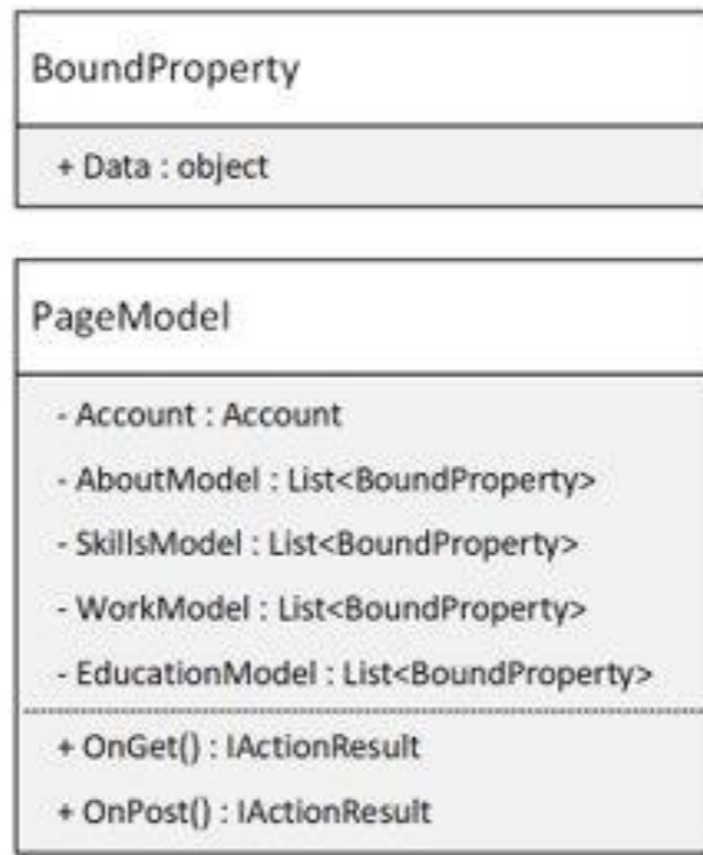 BoundProperty
+ Data : object
PageModel
- Account : Account
- AboutModel : List<BoundProperty>
- SkillsModel : List<BoundProperty>
- WorkModel : List<BoundProperty>
- EducationModel : List<BoundProperty>
+ OnGet() : IActionResult
+ OnPost() : IActionResult